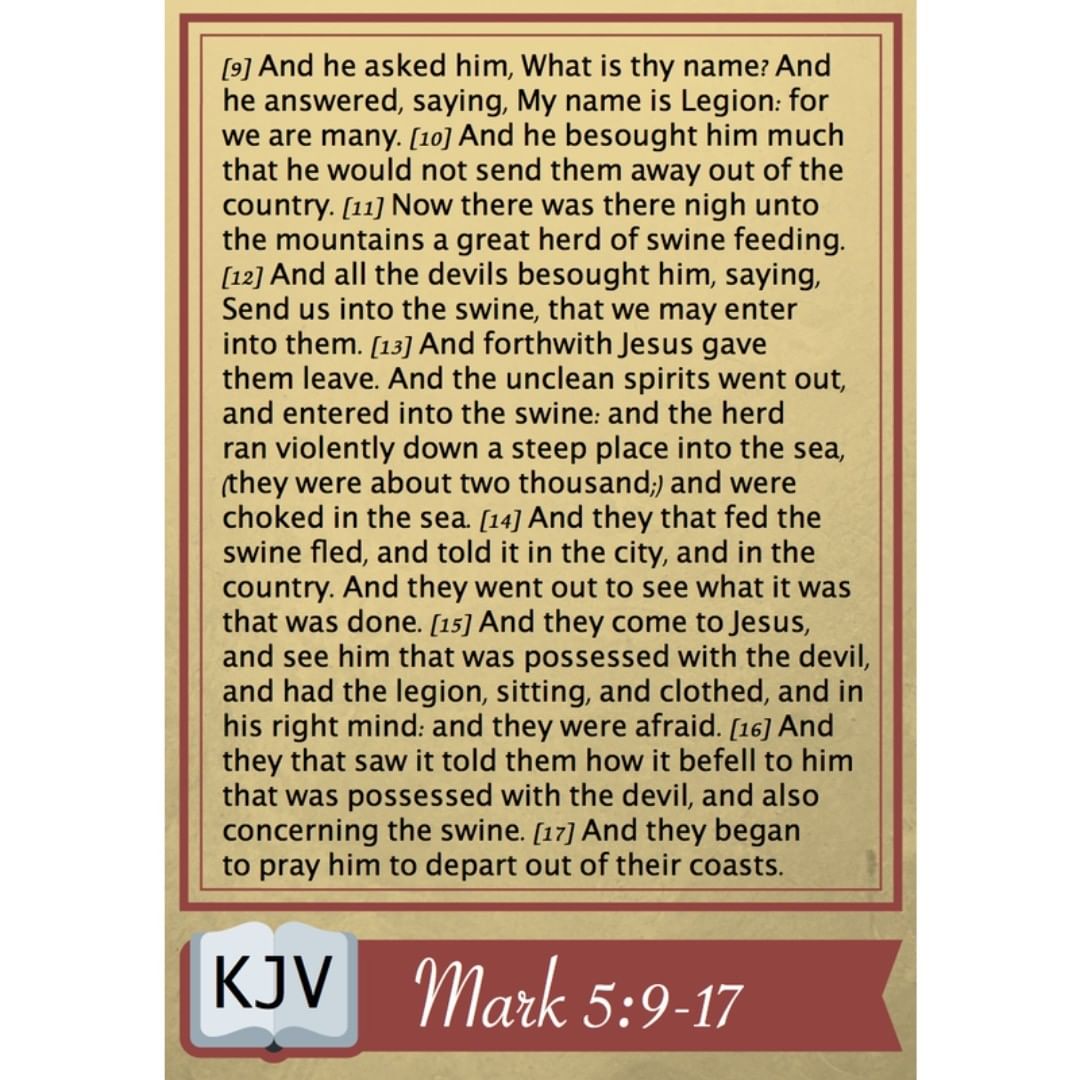 [9] And he asked him, What is thy name? And
he answered, saying, My name is Legion: for
we are many. [10] And he besought him much
that he would not send them away out of the
country. [11] Now there was there nigh unto
the mountains a great herd of swine feeding.
[12] And all the devils besought him, saying,
Send us into the swine, that we may enter
into them. [13] And forthwith Jesus gave
them leave. And the unclean spirits went out,
and entered into the swine: and the herd
ran violently down a steep place into the sea,
(they were about two thousand;) and were
choked in the sea. [14] And they that fed the
swine fled, and told it in the city, and in the
country. And they went out to see what it was
that was done. [15] And they come to Jesus,
and see him that was possessed with the devil,
and had the legion, sitting, and clothed, and in
his right mind: and they were afraid. [16] And
they that saw it told them how it befell to him
that was possessed with the devil, and also
concerning the swine. [17] And they began
to pray him to depart out of their coasts.
KJV
Mark 5:9-17